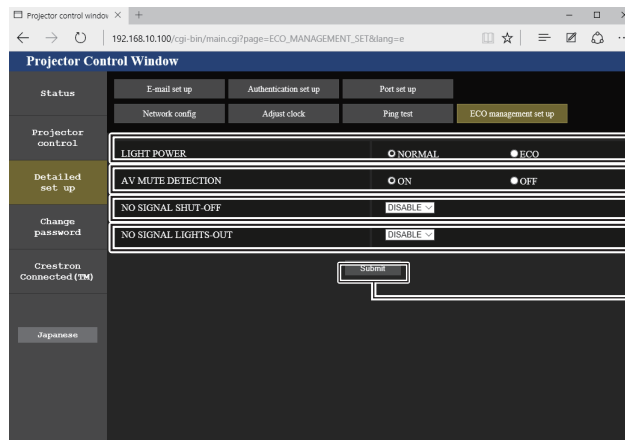 Projector control window
192.168.10.100/cgi-bin/main.cgi?page=ECO_MANAGEMENT_SET&lang=e
Projector Control Window
Status
E-mail set up
Authentication set up
Port set up
Network config
Adjust clock
Ping test
ECO management set up
Projector
control
LIGHT POWER
NORMAL
ECO
Detailed
set up
AV MUTE DETECTION
ON
OFF
NO SIGNAL SHUT-OFF
DISABLE
Change
password
NO SIGNAL LIGHTS-OUT
DISABLE
Crestron
Connected(TM)
Submit
Japanese